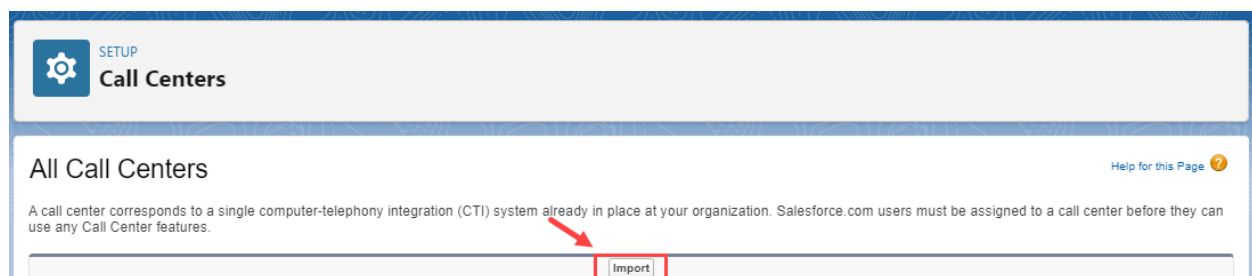 SETUP
Call Centers
All Call Centers
Help for this Page
A call center corresponds to a single computer-telephony integration (CTI) system already in place at your organization. Salesforce.com users must be assigned to a call center before they can
use any Call Center features.
Import